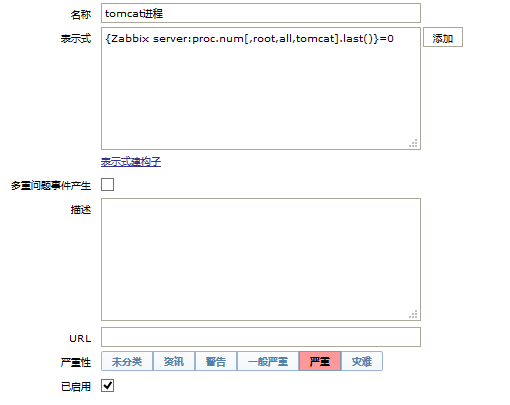 名称 tomcat进程
表示式 {Zabbix server:proc.num[,root,all,tomcat].last()}=0 添加
表示式建构子
多重问题事件产生
描述
URL
严重性 未分类 资讯 警告 一般严重 严重 灾难
已启用